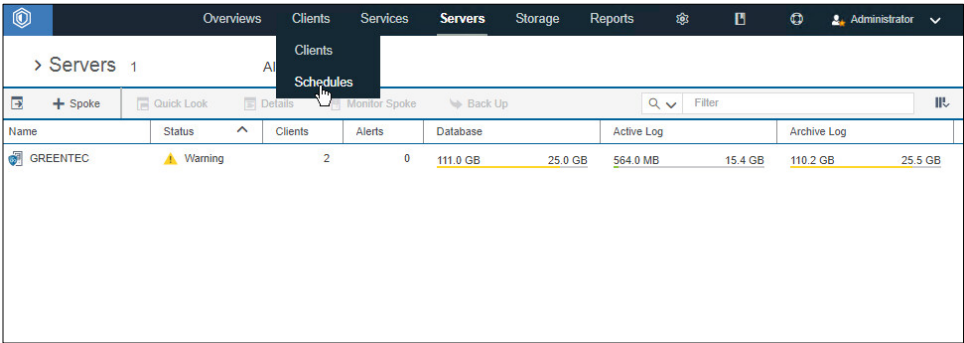 Overviews Clients Services Servers Storage Reports Administrator
Clients
> Servers 1 Al
Schedules
+ Spoke Quick Look Details Monitor Spoke Back Up Filter
Name Status Clients Alerts Database Active Log Archive Log
GREENTEC Warning 2 0 111.0 GB 25.0 GB 564.0 MB 15.4 GB 110.2 GB 25.5 GB